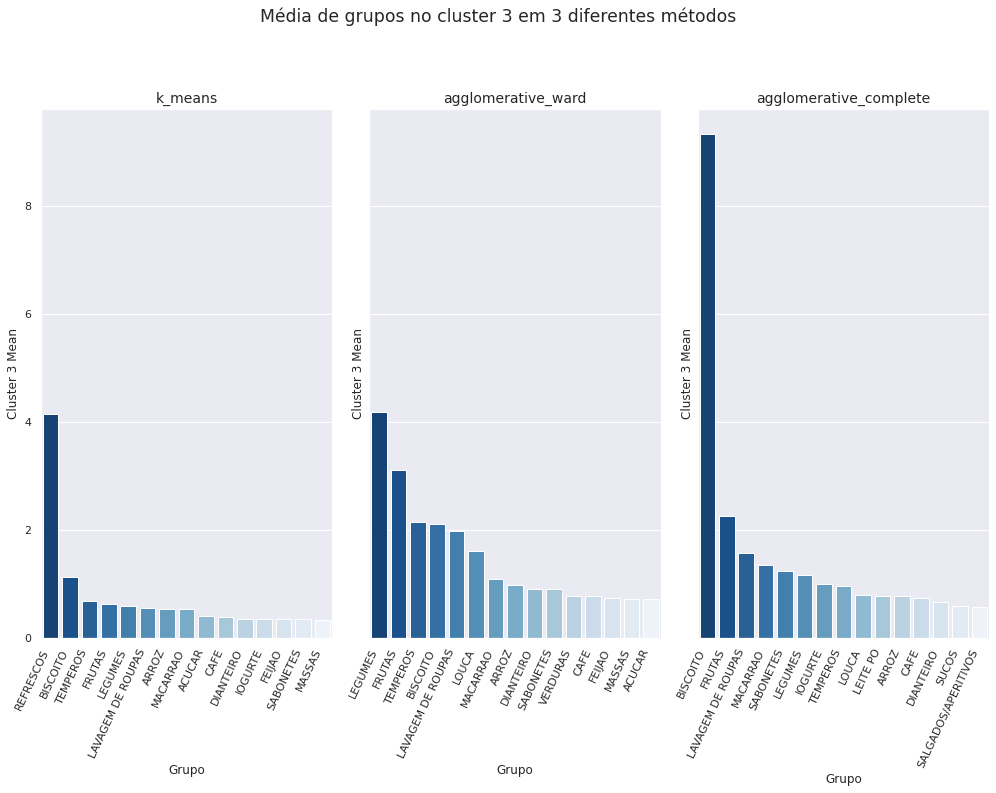 Média de grupos no cluster 3 em 3 diferentes métodos
k_means
Cluster 3 Mean
8
6
4
2
0
REFRESCOS
BISCOITO
TEMPEROS
FRUTAS
LEGUMES
LAVAGEM DE ROUPAS
ARROZ
MACARRAO
ACUCAR
CAFE
DIANTEIRO
IOGURTE
FEIJAO
SABONETES
MASSAS
Grupo
agglomerative_ward
Cluster 3 Mean
LEGUMES
FRUTAS
TEMPEROS
BISCOITO
LAVAGEM DE ROUPAS
LOUCA
MACARRAO
ARROZ
DIANTEIRO
SABONETES
VERDURAS
CAFE
FEIJAO
MASSAS
ACUCAR
Grupo
agglomerative_complete
Cluster 3 Mean
BISCOITO
FRUTAS
LAVAGEM DE ROUPAS
MACARRAO
SABONETES
LEGUMES
IOGURTE
TEMPEROS
LOUCA
LEITE PO
ARROZ
CAFE
DIANTEIRO
SUCOS
SALGADOS/APERITIVOS
Grupo